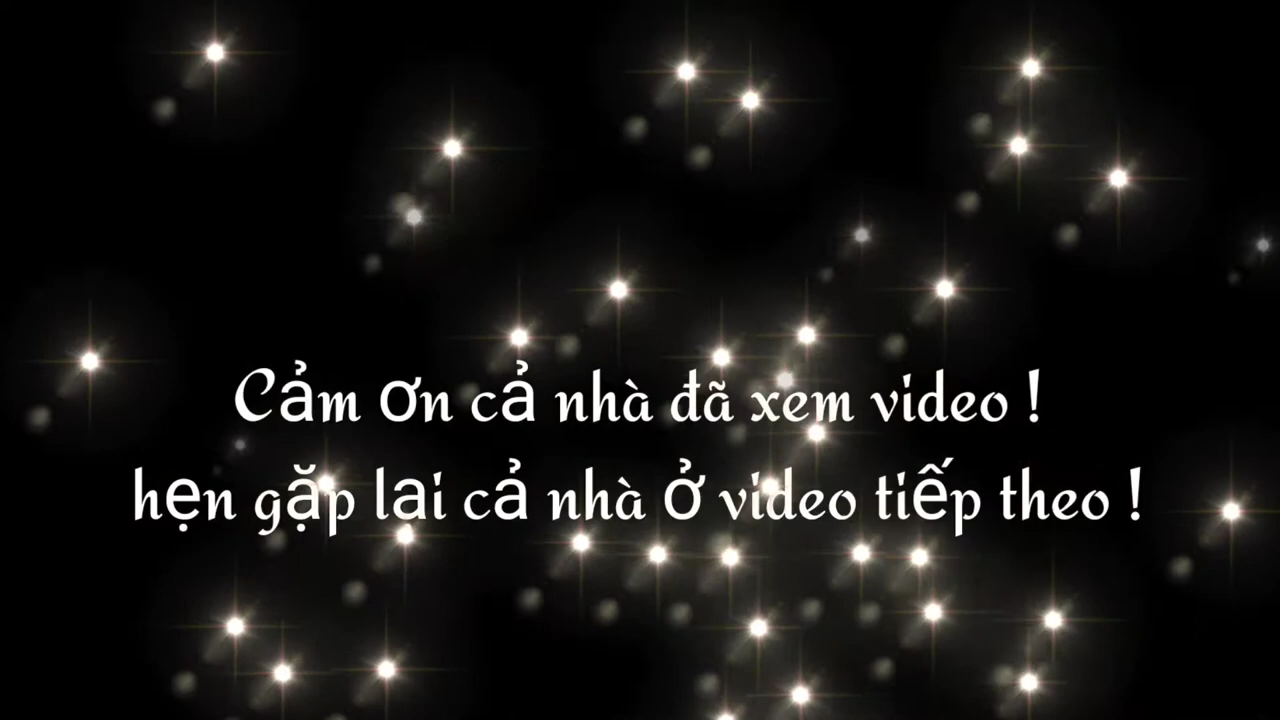 Cảm ơn cả nhà đã xem video !
hẹn gặp lại cả nhà ở video tiếp theo !